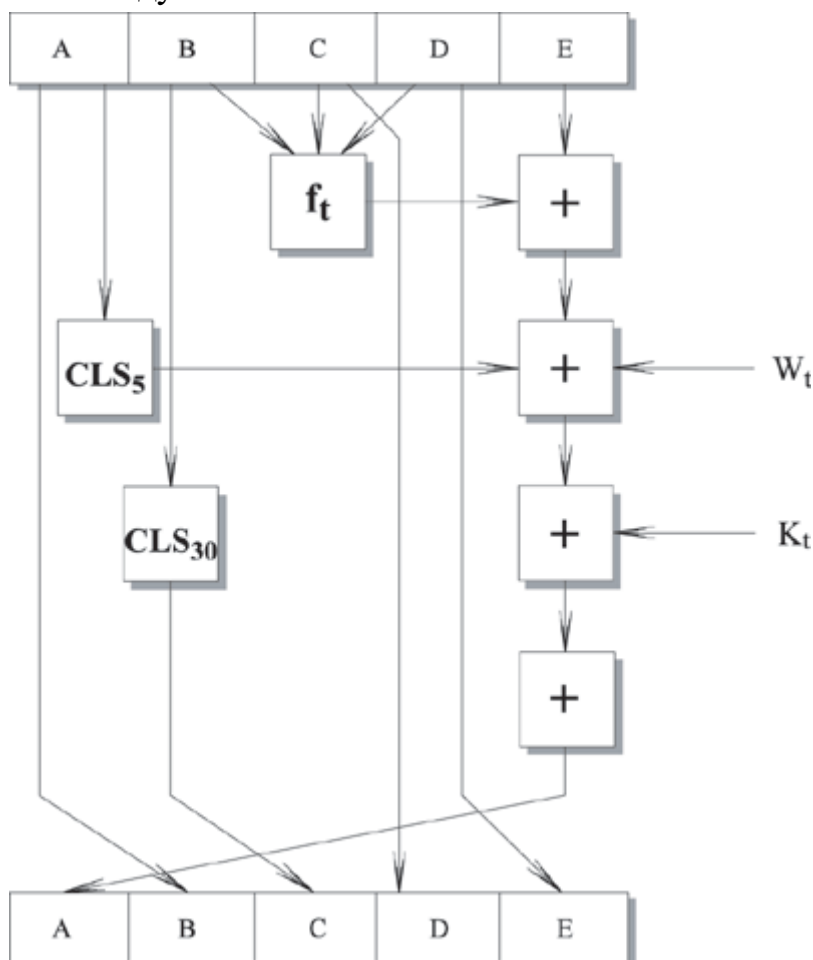 A B C D E
f_t +
CLS_5 + W_t
CLS_30 + K_t
+
A B C D E